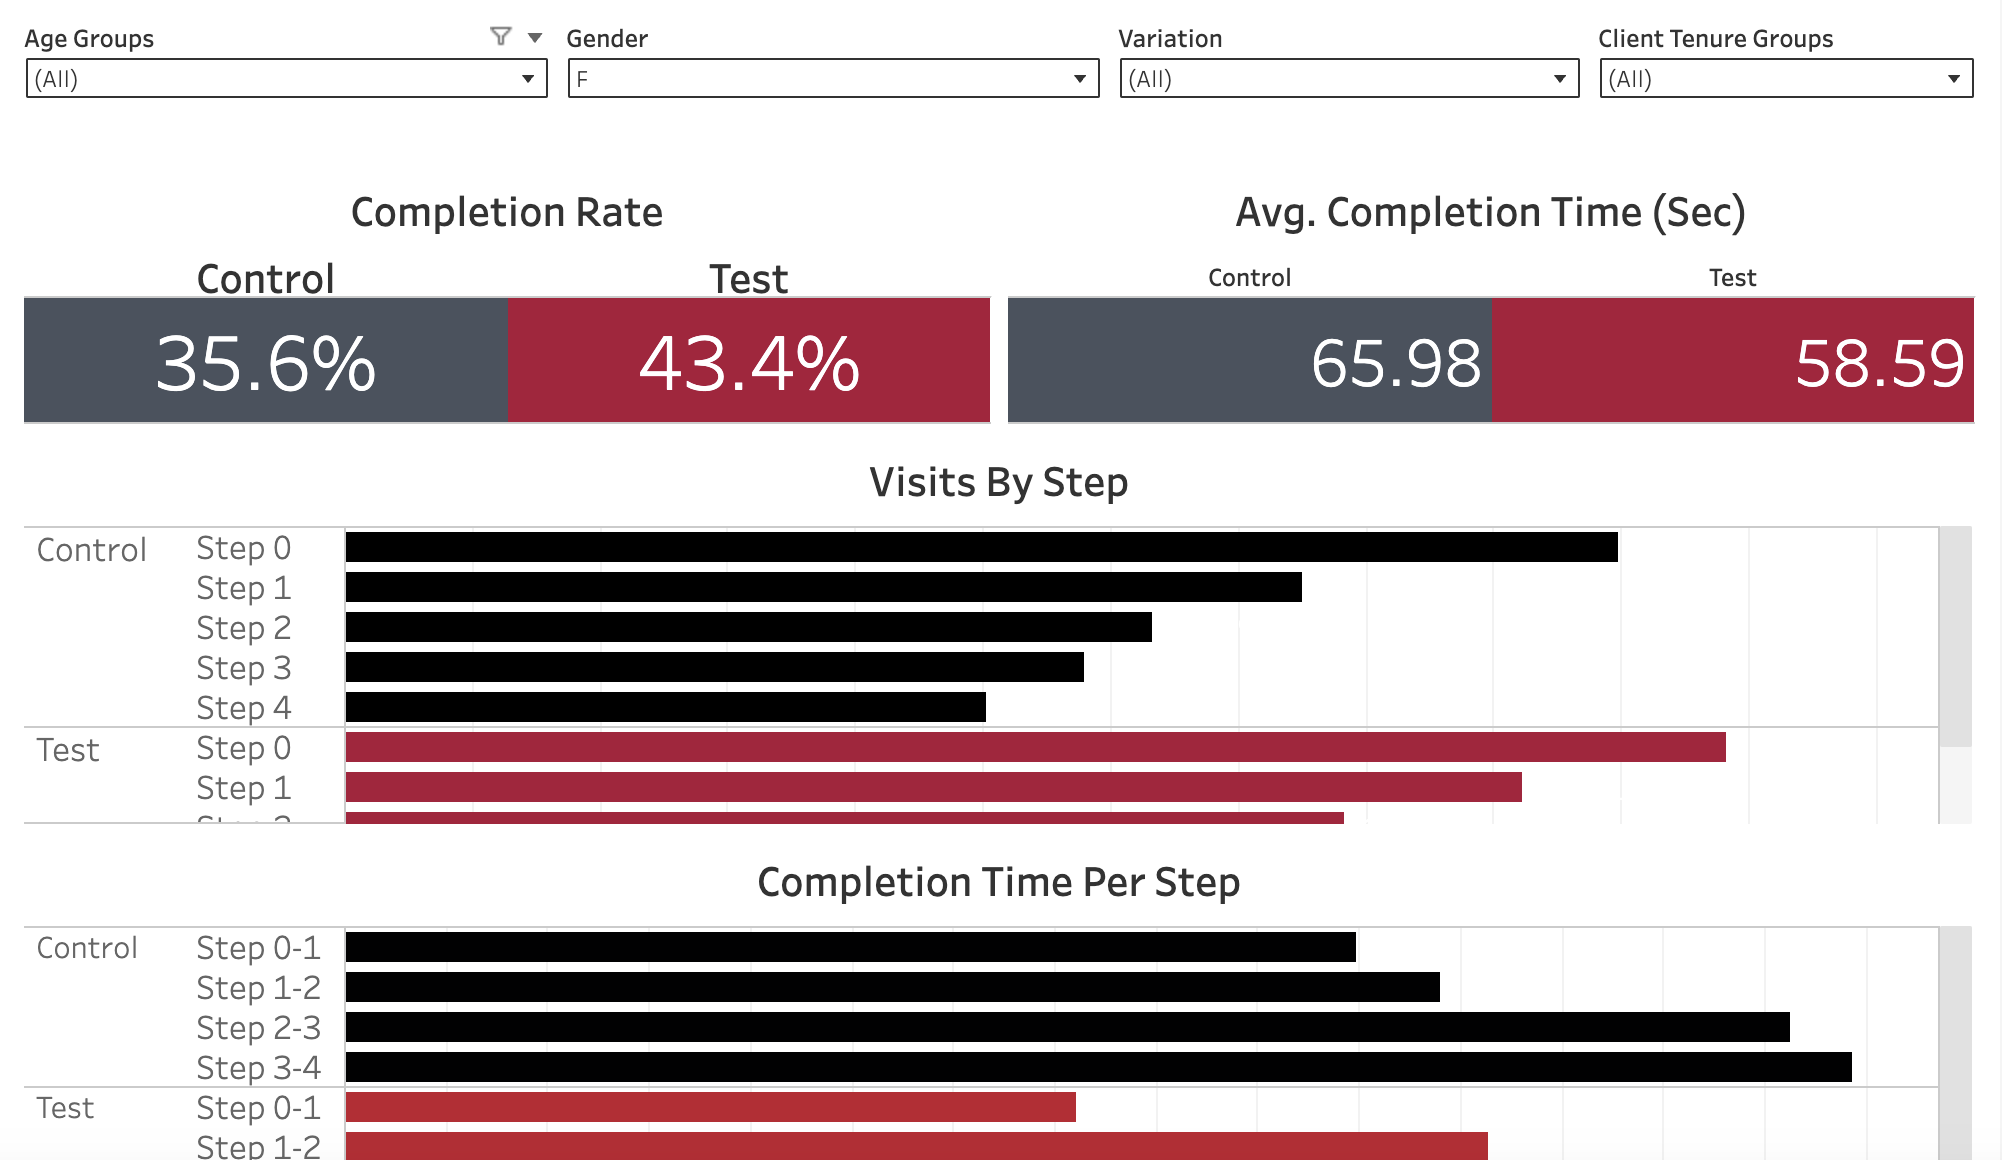 Age Groups
Gender
Variation
Client Tenure Groups
(All)
F
(All)
(All)
Completion Rate
Avg. Completion Time (Sec)
Control
Test
Control
Test
35.6%
43.4%
65.98
58.59
Visits By Step
Control
Step 0
Step 1
Step 2
Step 3
Step 4
Test
Step 0
Step 1
Completion Time Per Step
Control
Step 0-1
Step 1-2
Step 2-3
Step 3-4
Test
Step 0-1
Step 1-2